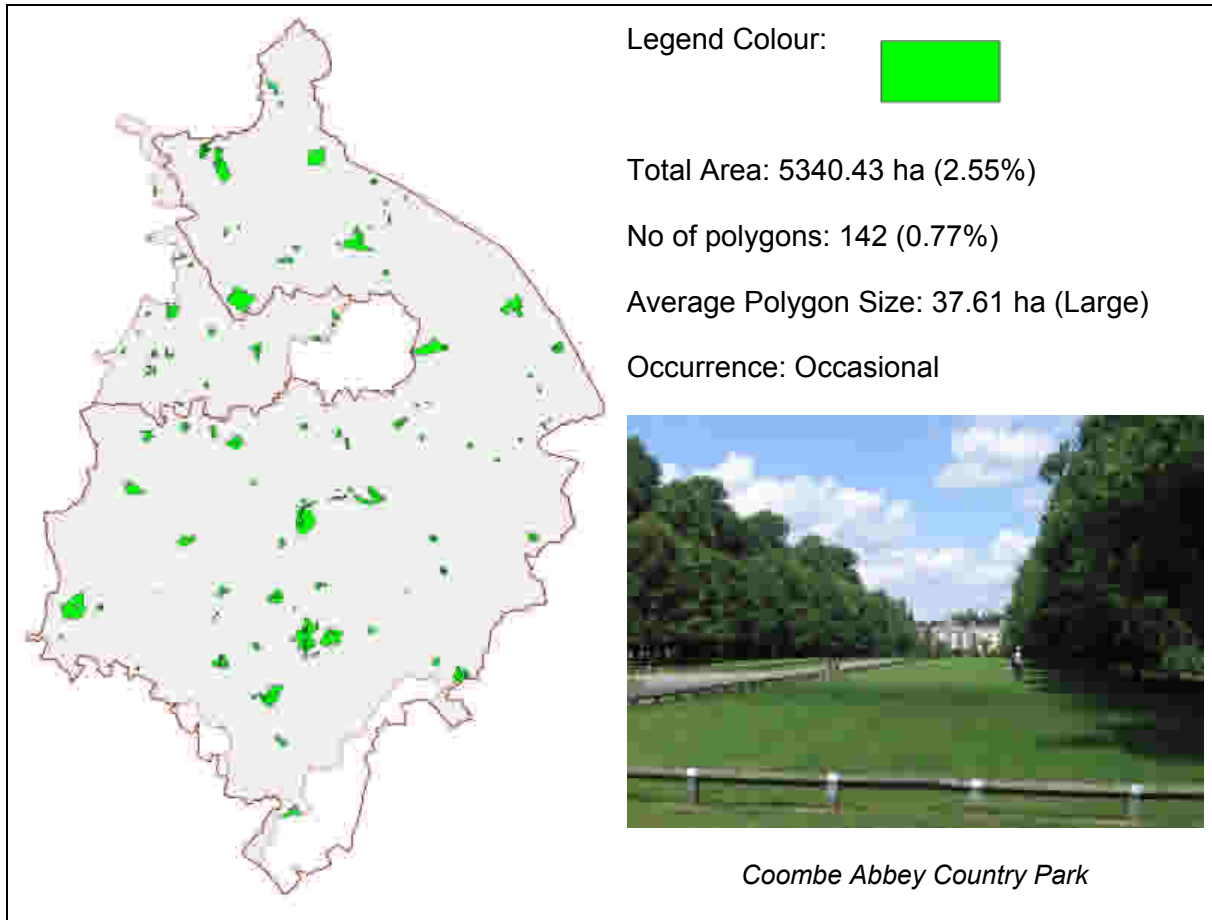 Legend Colour:
Total Area: 5340.43 ha (2.55%)
No of polygons: 142 (0.77%)
Average Polygon Size: 37.61 ha (Large)
Occurrence: Occasional
Coombe Abbey Country Park